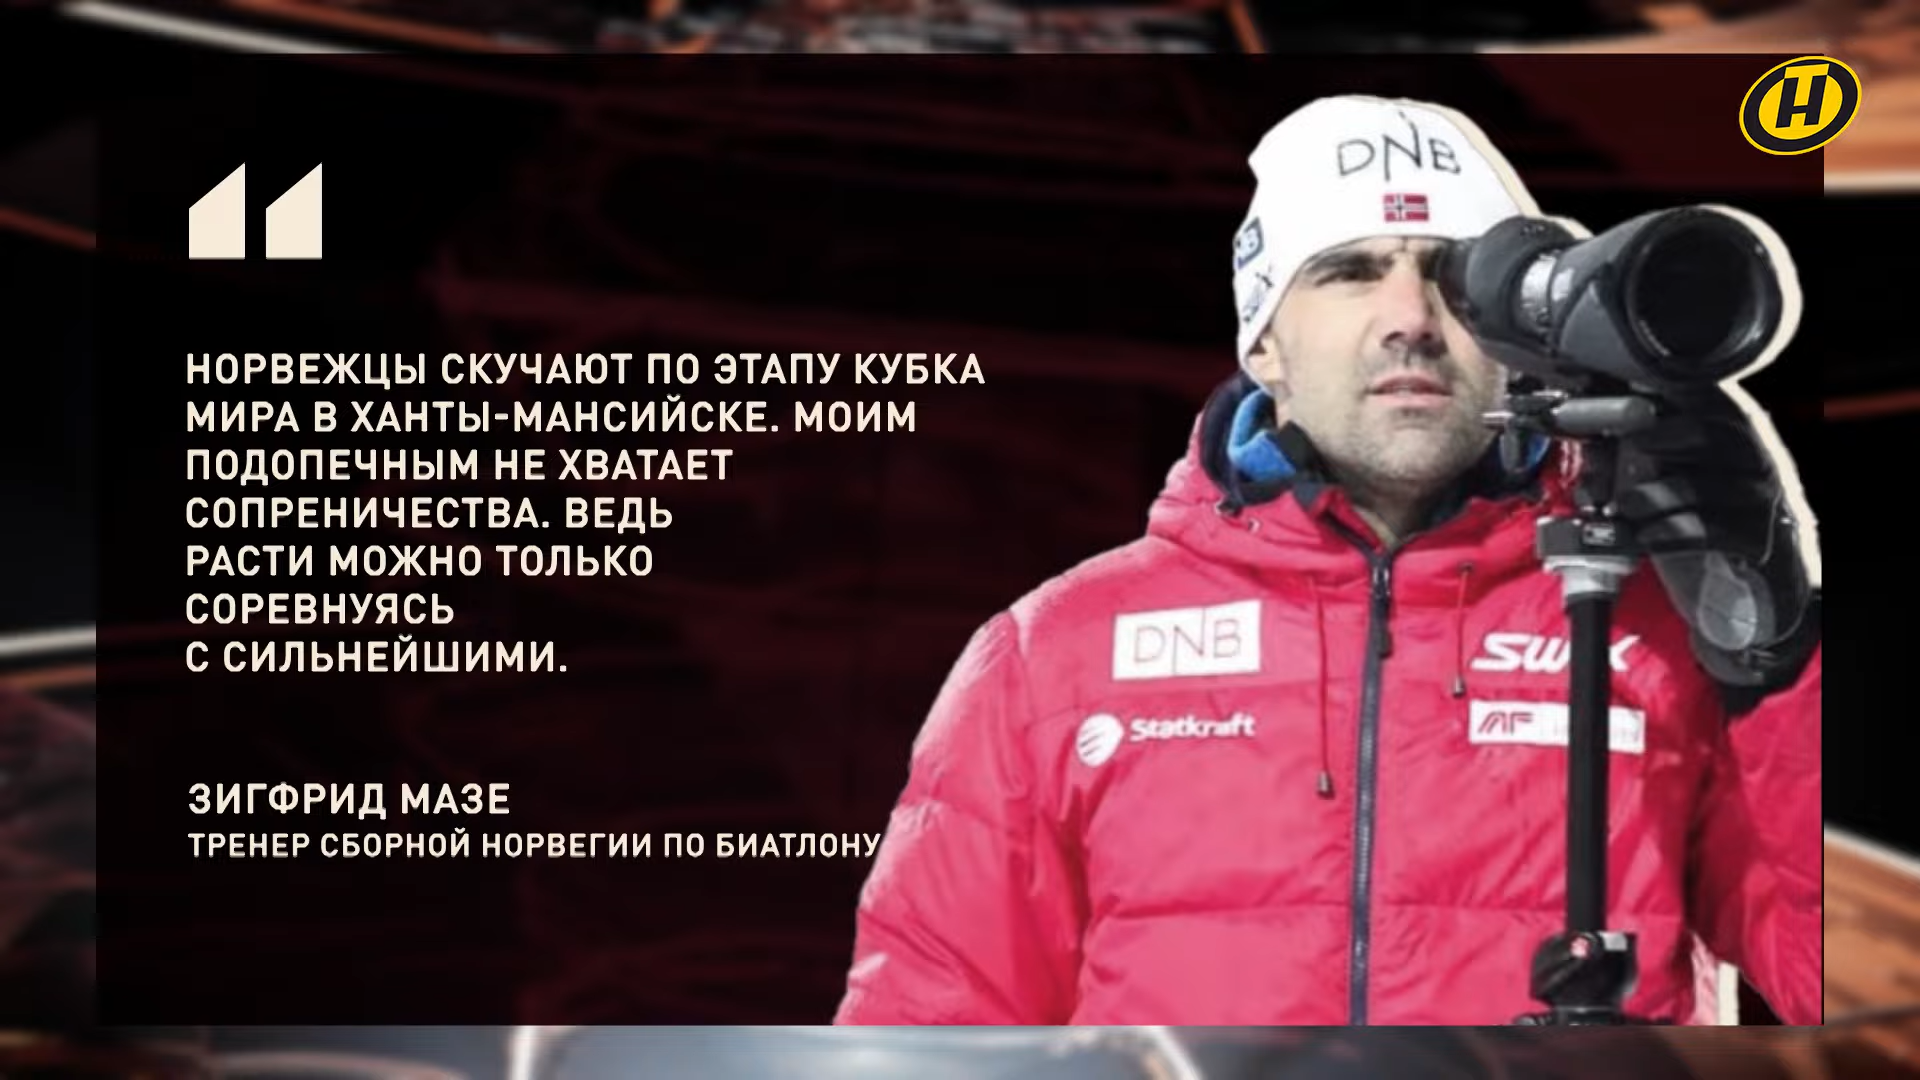 НТ
DNB
НОРВЕЖЦЫ СКУЧАЮТ ПО ЭТАПУ КУБКА
МИРА В ХАНТЫ-МАНСИЙСКЕ. МОИМ
ПОДОПЕЧНЫМ НЕ ХВАТАЕТ
СОПРЕНИЧЕСТВА. ВЕДЬ
РАСТИ МОЖНО ТОЛЬКО
СОРЕВНУЯСЬ
С СИЛЬНЕЙШИМИ.
DNB
Statkraft
ЗИГФРИД МАЗЕ
ТРЕНЕР СБОРНОЙ НОРВЕГИИ ПО БИАТЛОНУ